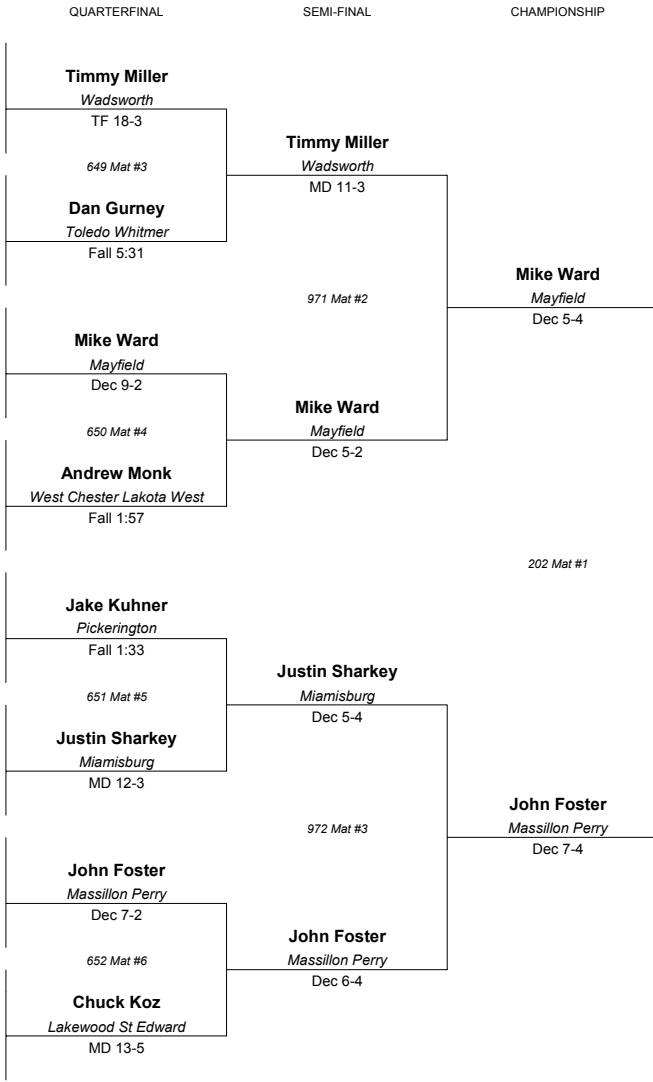 QUARTERFINAL SEMI-FINAL CHAMPIONSHIP
Timmy Miller
Wadsworth
TF 18-3
Timmy Miller
649 Mat #3
Wadsworth
MD 11-3
Dan Gurney
Toledo Whitmer
Fall 5:31
Mike Ward
971 Mat #2
Mayfield
Dec 5-4
Mike Ward
Mayfield
Dec 9-2
Mike Ward
650 Mat #4
Mayfield
Dec 5-2
Andrew Monk
West Chester Lakota West
Fall 1:57
202 Mat #1
Jake Kuhner
Pickerington
Fall 1:33
Justin Sharkey
651 Mat #5
Miamisburg
Dec 5-4
Justin Sharkey
Miamisburg
MD 12-3
John Foster
972 Mat #3
Massillon Perry
Dec 7-4
John Foster
Massillon Perry
Dec 7-2
John Foster
652 Mat #6
Massillon Perry
Dec 6-4
Chuck Koz
Lakewood St Edward
MD 13-5